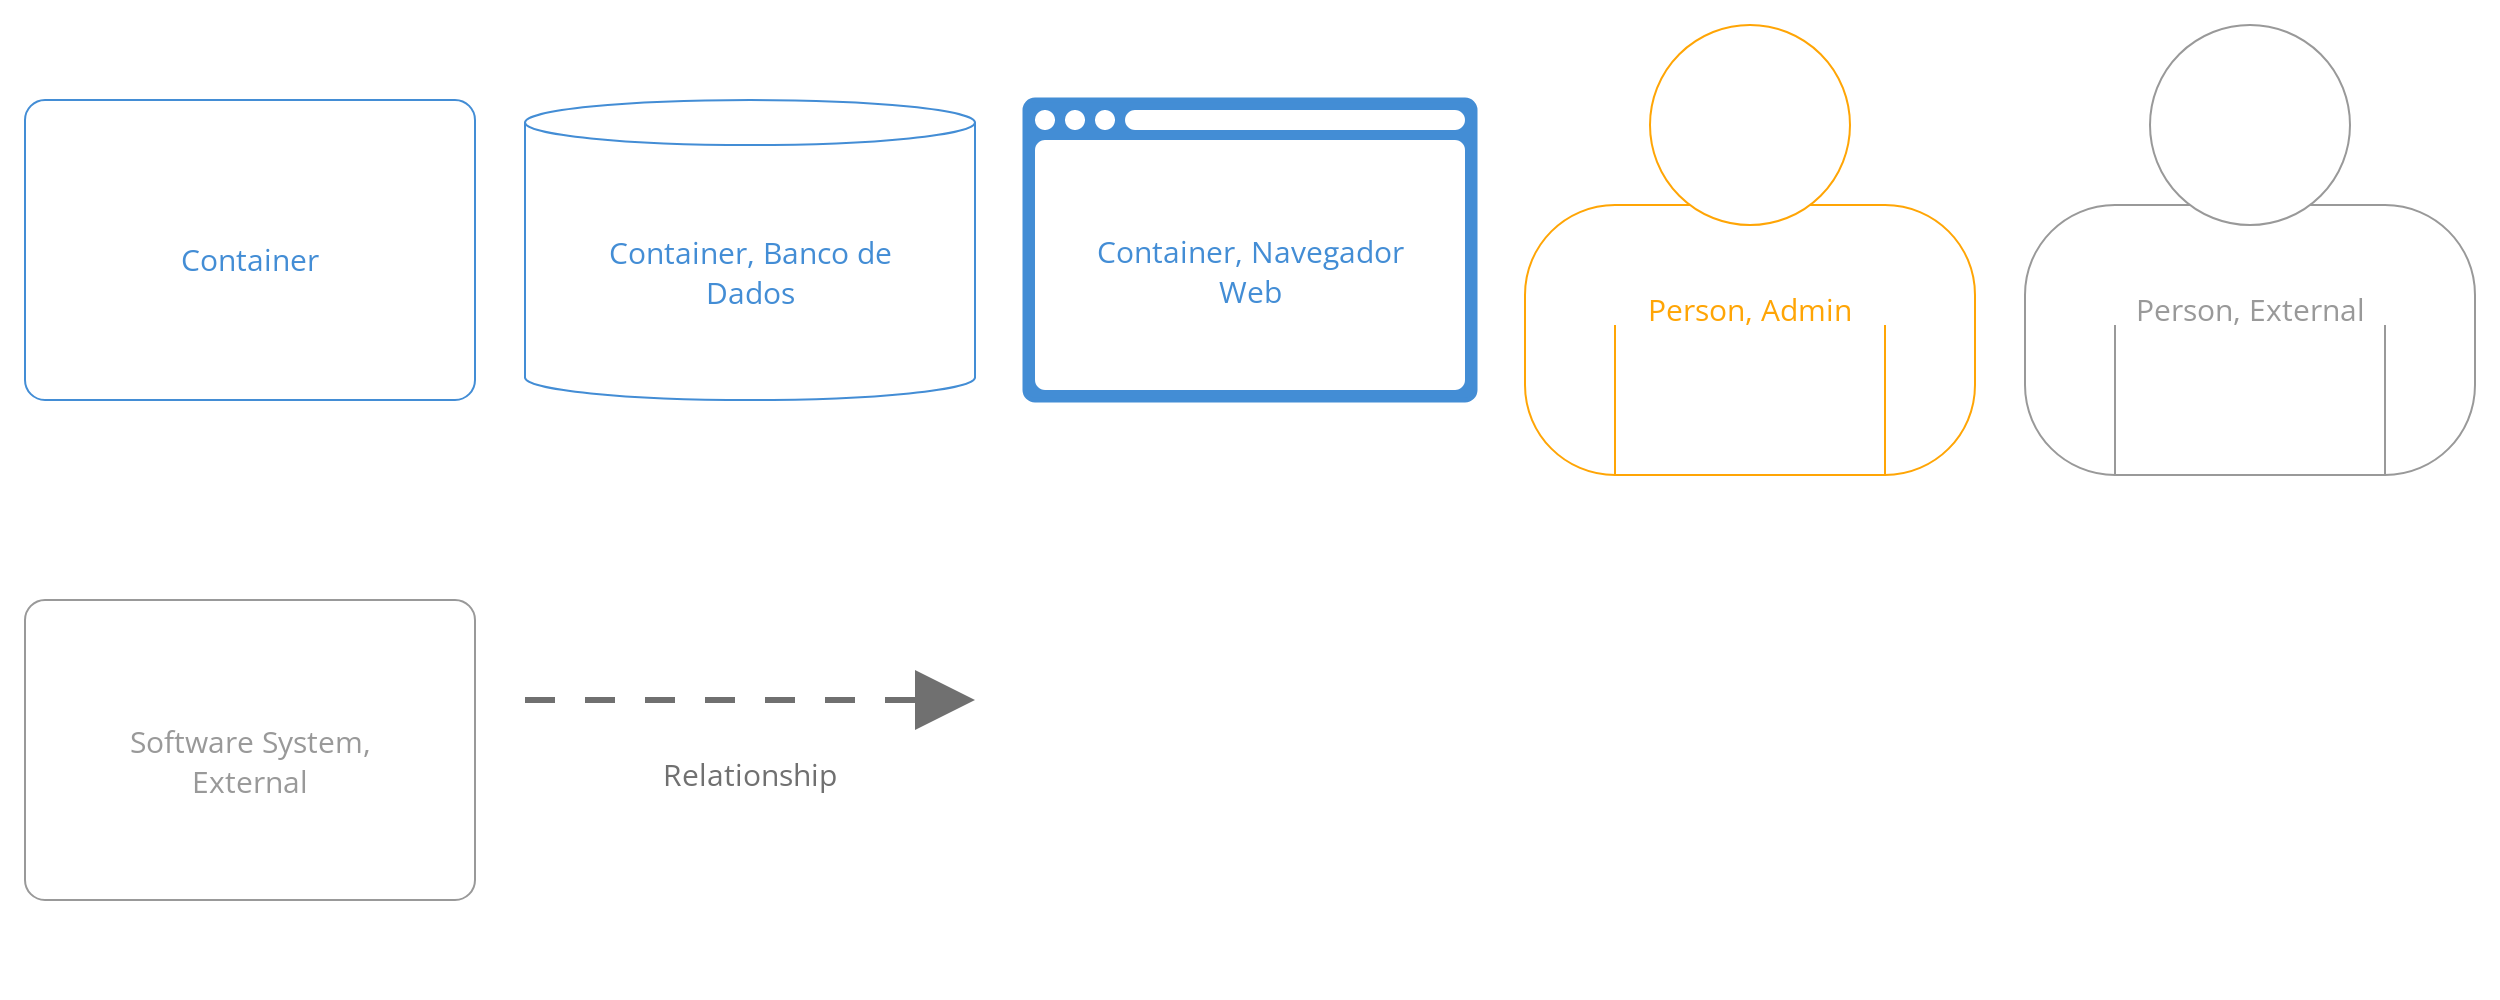 Container
Container, Banco de
Dados
Container, Navegador
Web
Person, Admin
Person, External
Software System,
External
Relationship